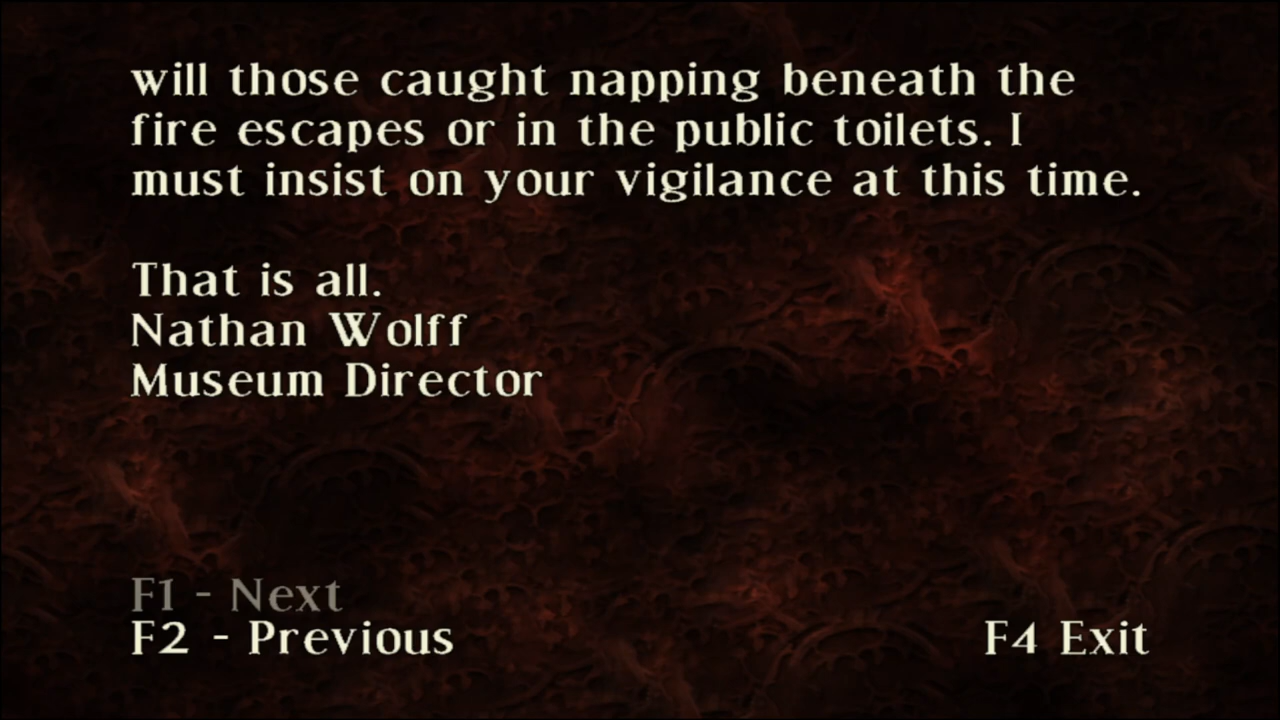 will those caught napping beneath the
fire escapes or in the public toilets. I
must insist on your vigilance at this time.
That is all.
Nathan Wolff
Museum Director
F1 - Next
F2 - Previous
F4 Exit